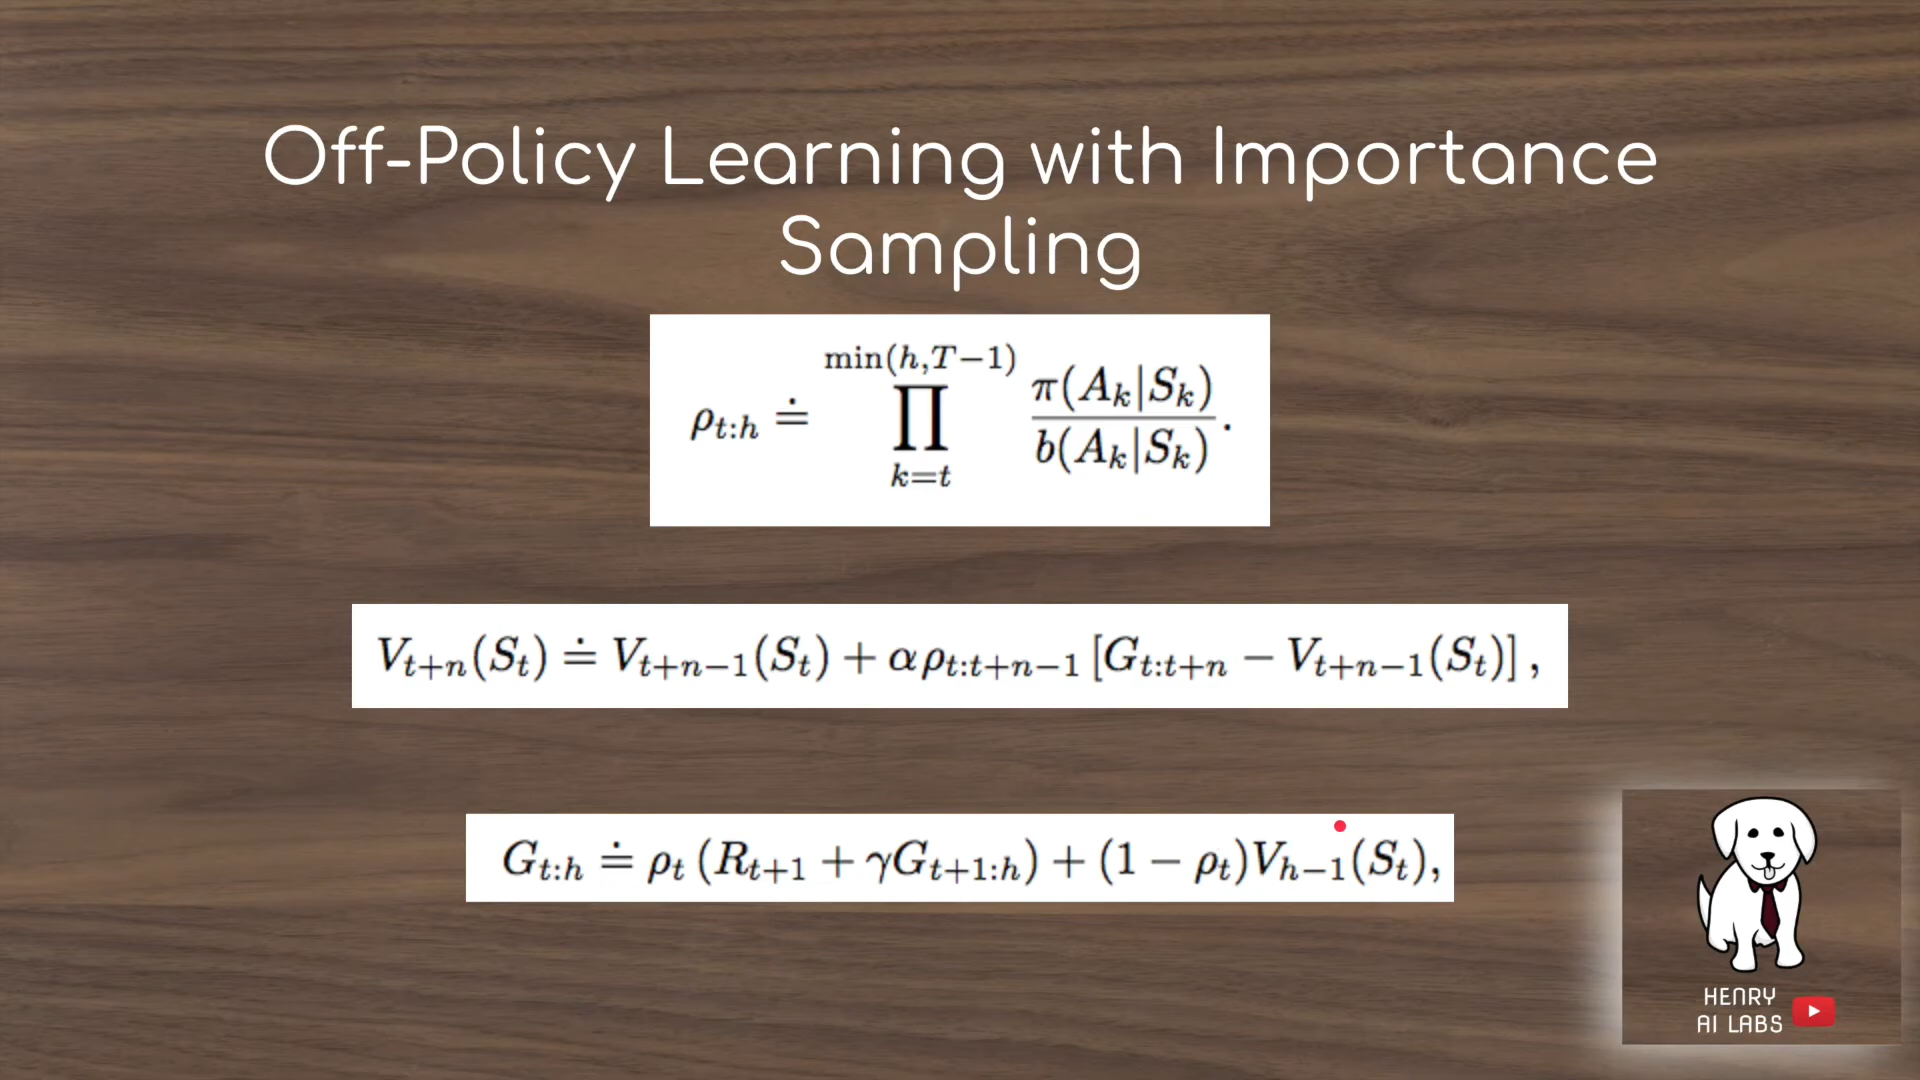 Off-Policy Learning with Importance
Sampling
ρ_{t:h} ≐ ∏_{k=t}^{min(h,T−1)} π(A_k|S_k) / b(A_k|S_k) .
V_{t+n}(S_t) ≐ V_{t+n−1}(S_t) + αρ_{t:t+n−1} [G_{t:t+n} − V_{t+n−1}(S_t)] ,
G_{t:h} ≐ ρ_t (R_{t+1} + γG_{t+1:h}) + (1 − ρ_t)V_{h−1}(S_t),
HENRY
AI LABS